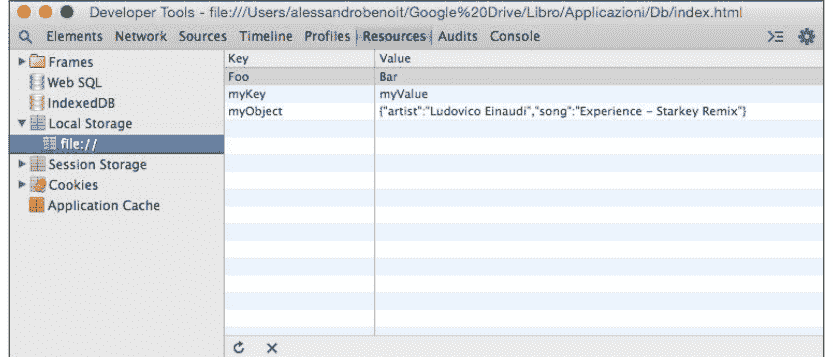 Developer Tools - file:///Users/alessandrobenoit/Google%20Drive/Libro/Applicazioni/Db/index.html
Elements Network Sources Timeline Profiles Resources Audits Console
Key Value
Frames
Foo Bar
Web SQL
myKey myValue
IndexedDB
myObject {"artist":"Ludovico Einaudi","song":"Experience - Starkey Remix"}
Local Storage
file://
Session Storage
Cookies
Application Cache